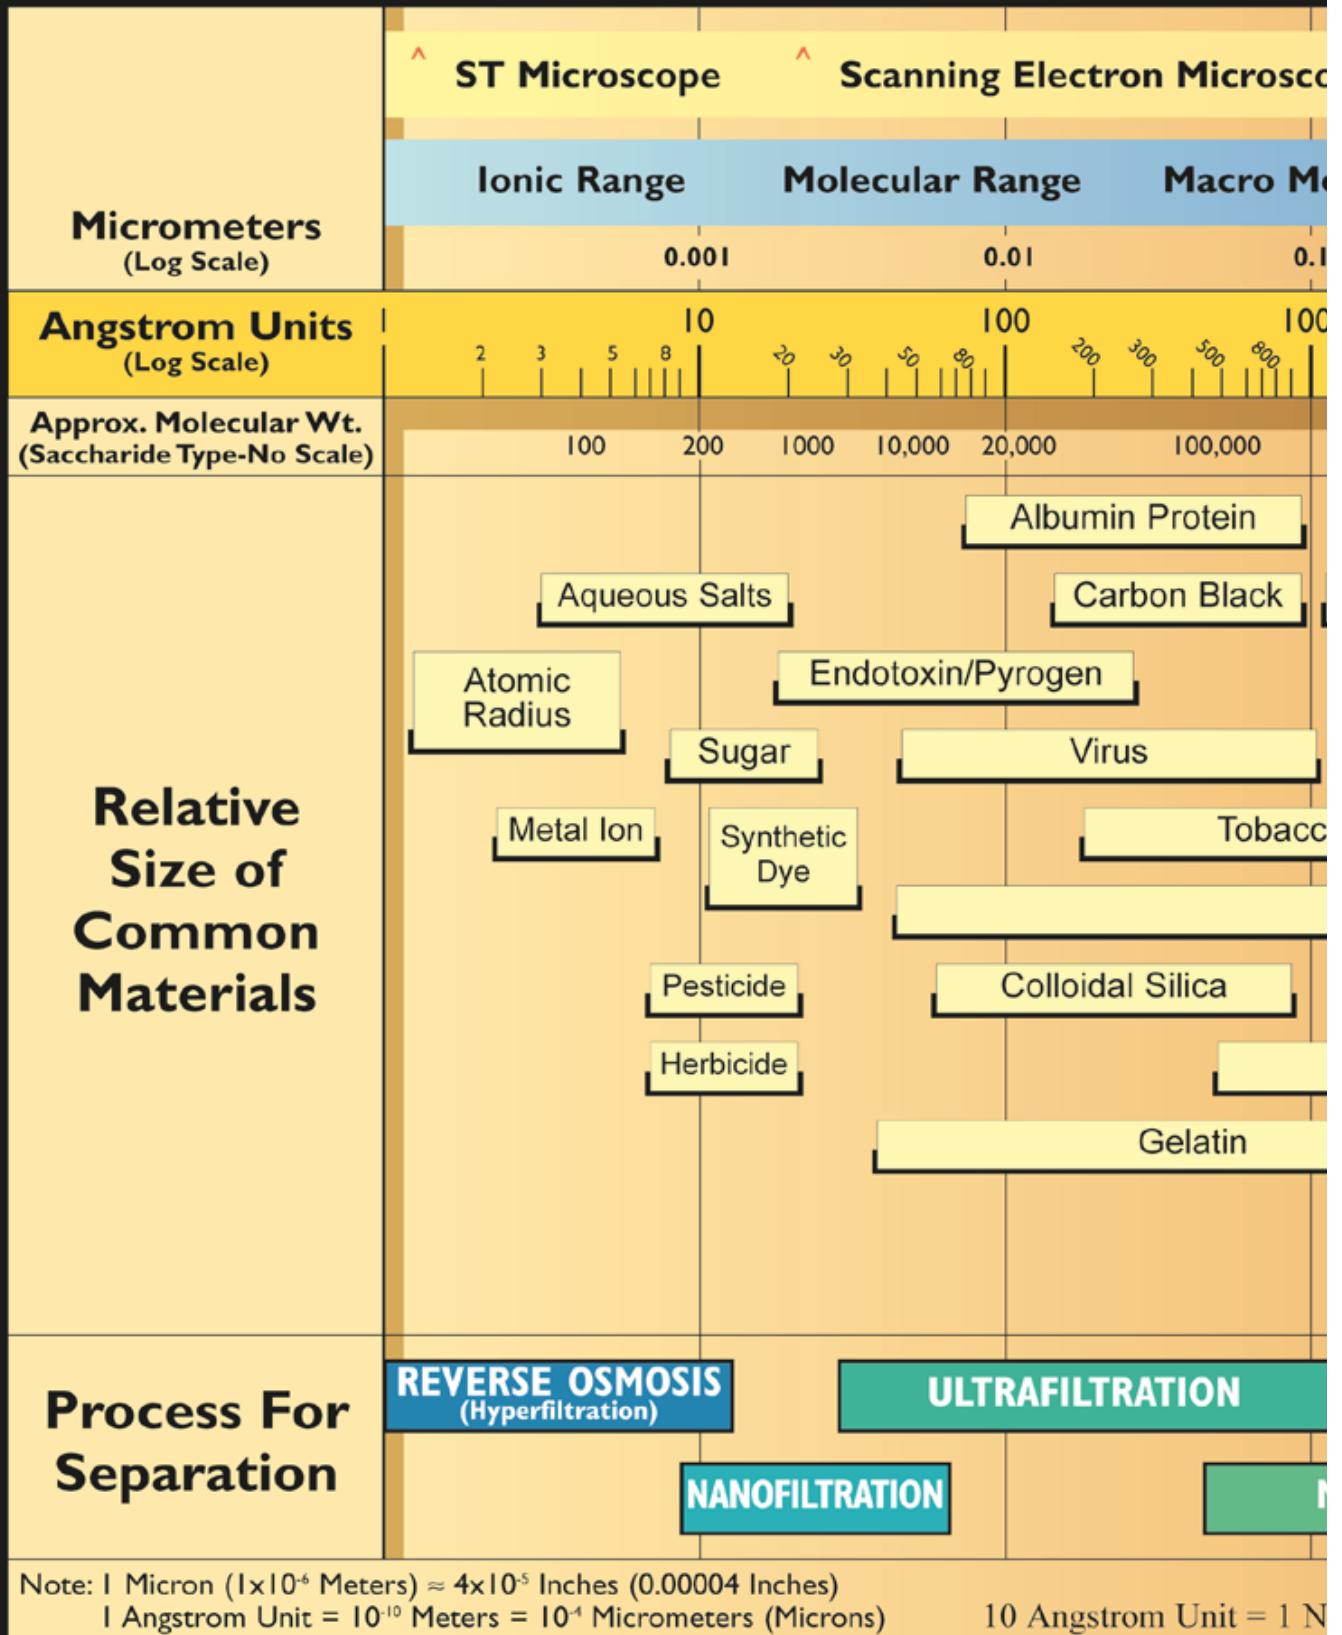 ^ ST Microscope ^ Scanning Electron Microsco
Ionic Range Molecular Range Macro Mo
Micrometers
(Log Scale)
0.001 0.01 0.1
Angstrom Units
(Log Scale)
1 10 100 100
2 3 5 8 20 30 50 80 200 300 500 800
Approx. Molecular Wt.
(Saccharide Type-No Scale)
100 200 1000 10,000 20,000 100,000
Albumin Protein
Aqueous Salts Carbon Black
Atomic
Radius
Endotoxin/Pyrogen
Sugar Virus
Metal Ion Synthetic
Dye
Tobacc
Relative
Size of
Common
Materials
Pesticide Colloidal Silica
Herbicide
Gelatin
Process For
Separation
REVERSE OSMOSIS
(Hyperfiltration)
ULTRAFILTRATION
NANOFILTRATION
Note: 1 Micron (1x10⁻⁶ Meters) ≈ 4x10⁻⁵ Inches (0.00004 Inches)
1 Angstrom Unit = 10⁻¹⁰ Meters = 10⁻⁴ Micrometers (Microns) 10 Angstrom Unit = 1 N